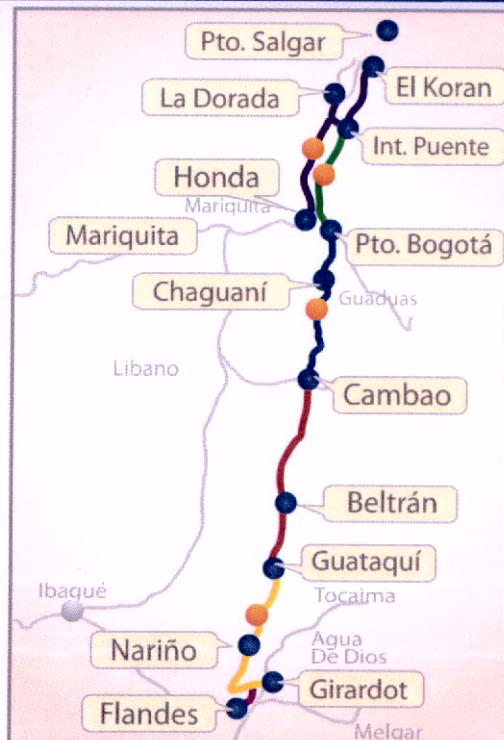 Pto. Salgar
El Koran
La Dorada
Int. Puente
Honda
Mariquita
Mariquita
Pto. Bogotá
Chaguaní
Guaduas
Libano
Cambao
Beltrán
Guataquí
Ibagué
Tocaima
Nariño
Agua
De Dios
Girardot
Flandes
Melgar